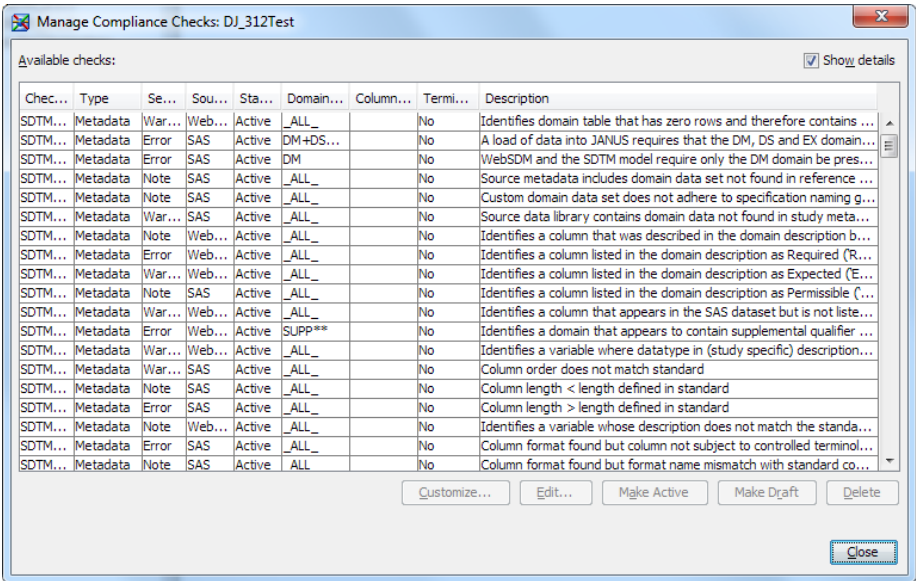 Manage Compliance Checks: DJ_312Test
Available checks:
Show details
Chec... Type Se... Sou... Sta... Domain... Column... Termi... Description
SDTM... Metadata War... Web... Active _ALL_ No Identifies domain table that has zero rows and therefore contains ...
SDTM... Metadata Error SAS Active DM+DS... No A load of data into JANUS requires that the DM, DS and EX domain...
SDTM... Metadata Error SAS Active DM No WebSDM and the SDTM model require only the DM domain be pres...
SDTM... Metadata Note SAS Active _ALL_ No Source metadata includes domain data set not found in reference ...
SDTM... Metadata Note SAS Active _ALL_ No Custom domain data set does not adhere to specification naming g...
SDTM... Metadata War... SAS Active _ALL_ No Source data library contains domain data not found in study meta...
SDTM... Metadata Note Web... Active _ALL_ No Identifies a column that was described in the domain description b...
SDTM... Metadata Error Web... Active _ALL_ No Identifies a column listed in the domain description as Required ('R...
SDTM... Metadata War... Web... Active _ALL_ No Identifies a column listed in the domain description as Expected ('E...
SDTM... Metadata Note SAS Active _ALL_ No Identifies a column listed in the domain description as Permissible ('...
SDTM... Metadata War... Web... Active _ALL_ No Identifies a column that appears in the SAS dataset but is not liste...
SDTM... Metadata Error Web... Active SUPP** No Identifies a domain that appears to contain supplemental qualifier ...
SDTM... Metadata War... Web... Active _ALL_ No Identifies a variable where datatype in (study specific) description...
SDTM... Metadata War... SAS Active _ALL_ No Column order does not match standard
SDTM... Metadata Note SAS Active _ALL_ No Column length < length defined in standard
SDTM... Metadata Error SAS Active _ALL_ No Column length > length defined in standard
SDTM... Metadata Note Web... Active _ALL_ No Identifies a variable whose description does not match the standa...
SDTM... Metadata Error SAS Active _ALL_ No Column format found but column not subject to controlled terminol...
SDTM... Metadata Note SAS Active _ALL_ No Column format found but format name mismatch with standard co...
Customize... Edit... Make Active Make Draft Delete
Close